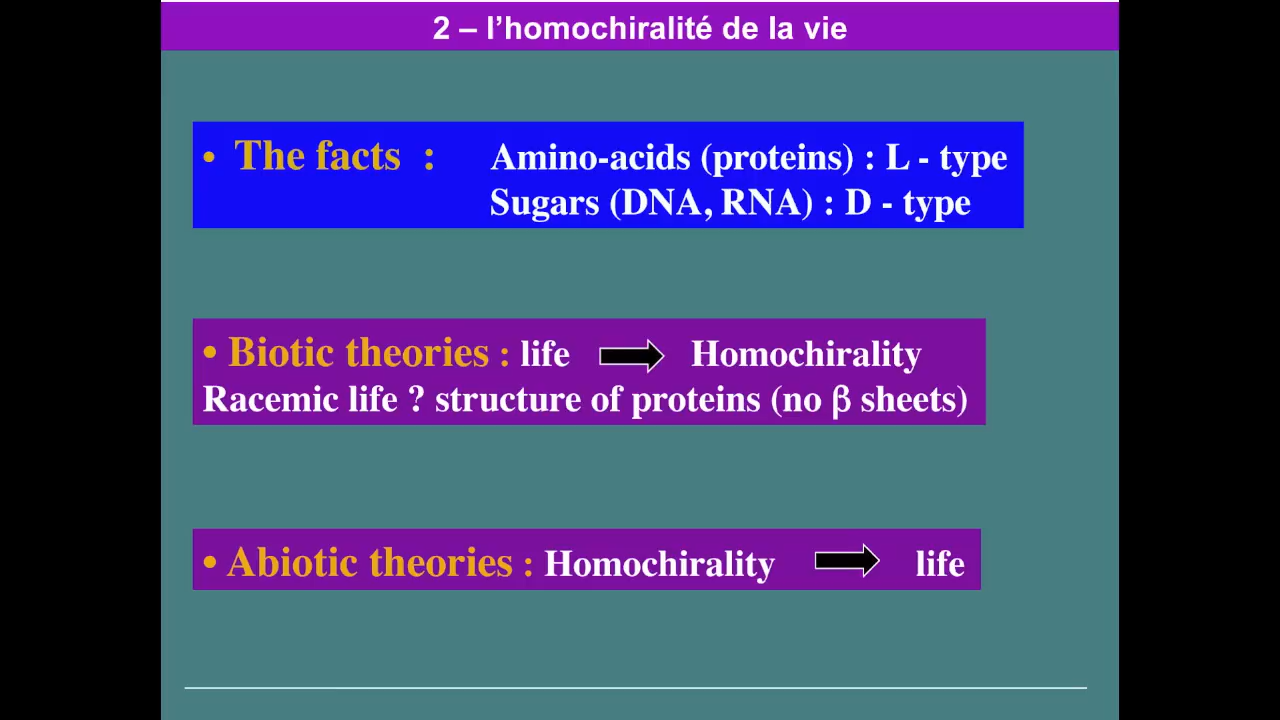 2 – l’homochiralité de la vie
• The facts : Amino-acids (proteins) : L - type
Sugars (DNA, RNA) : D - type
• Biotic theories : life Homochirality
Racemic life ? structure of proteins (no β sheets)
• Abiotic theories : Homochirality life